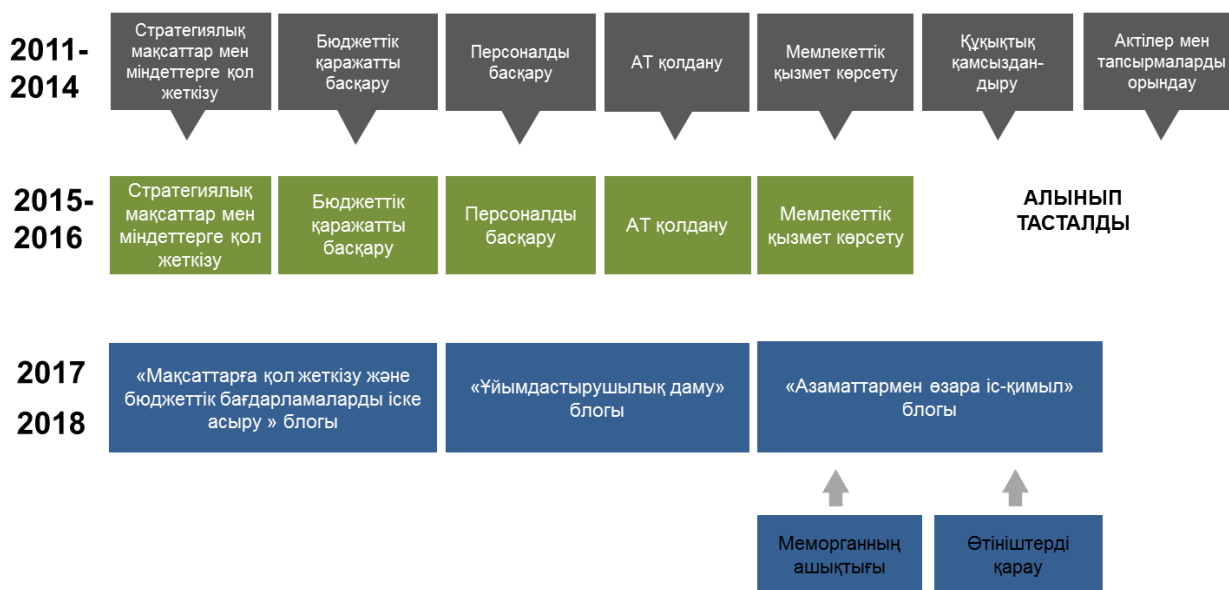 2011-
2014
Стратегиялық
мақсаттар мен
міндеттерге қол
жеткізу
Бюджеттік
қаражатты
басқару
Персоналды
басқару
АТ қолдану
Мемлекеттік
қызмет көрсету
Құқықтық
қамсыздан-
дыру
Актілер мен
тапсырмаларды
орындау
2015-
2016
Стратегиялық
мақсаттар мен
міндеттерге қол
жеткізу
Бюджеттік
қаражатты
басқару
Персоналды
басқару
АТ қолдану
Мемлекеттік
қызмет көрсету
АЛЫНЫП
ТАСТАЛДЫ
2017
2018
«Мақсаттарға қол жеткізу және
бюджеттік бағдарламаларды іске
асыру » блогы
«Ұйымдастырушылық даму»
блогы
«Азаматтармен өзара іс-қимыл»
блогы
Меморганның
ашықтығы
Өтініштерді
қарау